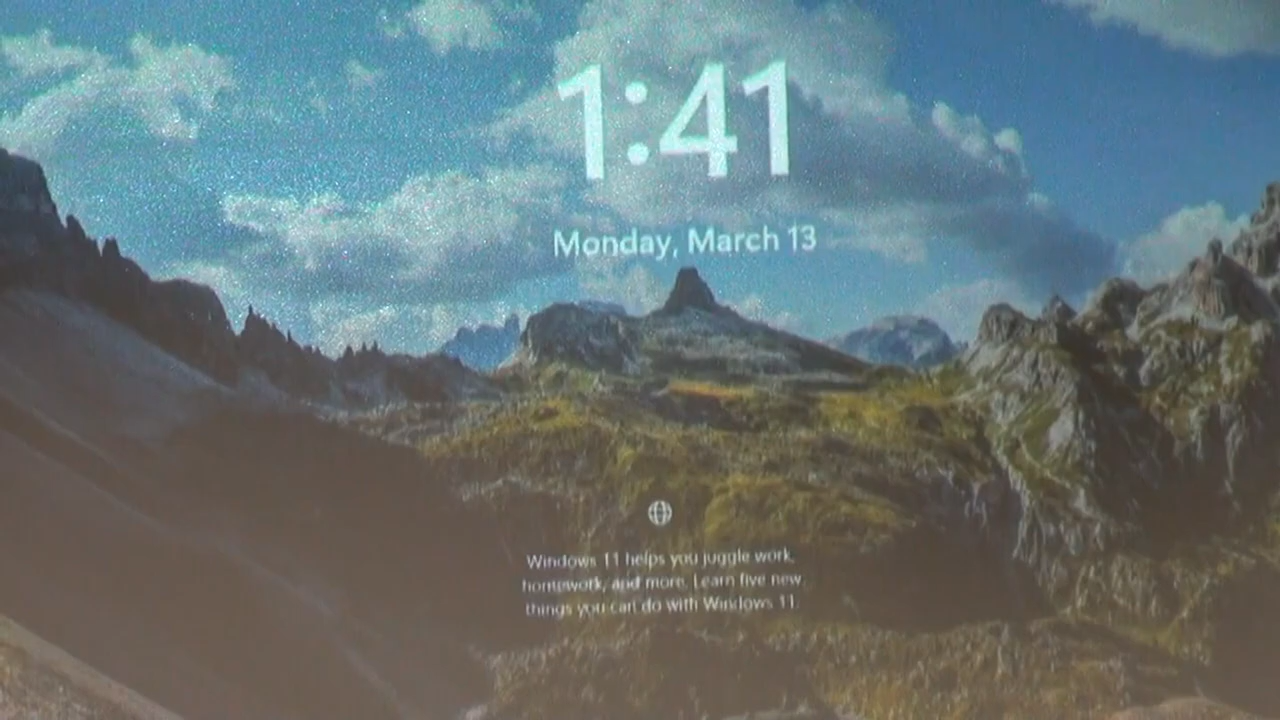 1:41
Monday, March 13
Windows 11 helps you juggle work,
homework, and more. Learn five new
things you can do with Windows 11.